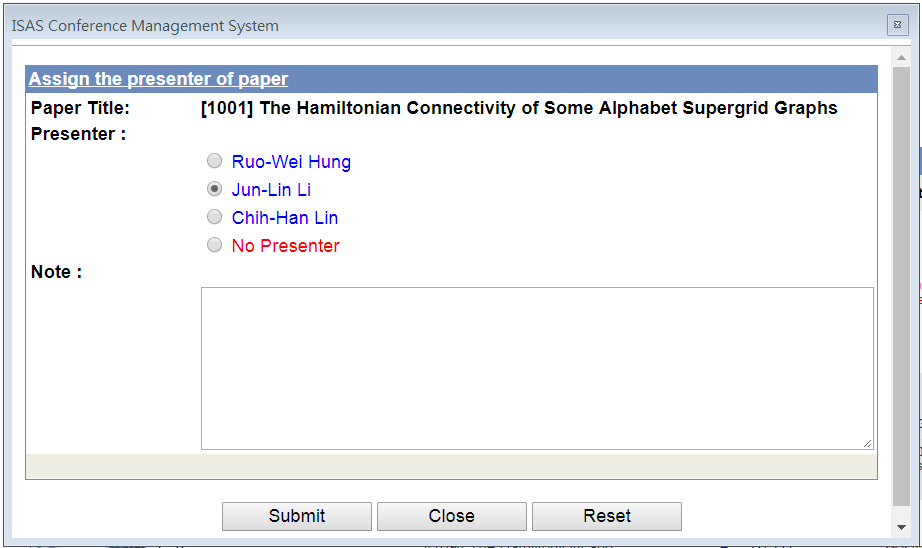 ISAS Conference Management System
Assign the presenter of paper
Paper Title: [1001] The Hamiltonian Connectivity of Some Alphabet Supergrid Graphs
Presenter :
Ruo-Wei Hung
Jun-Lin Li
Chih-Han Lin
No Presenter
Note :
Submit Close Reset